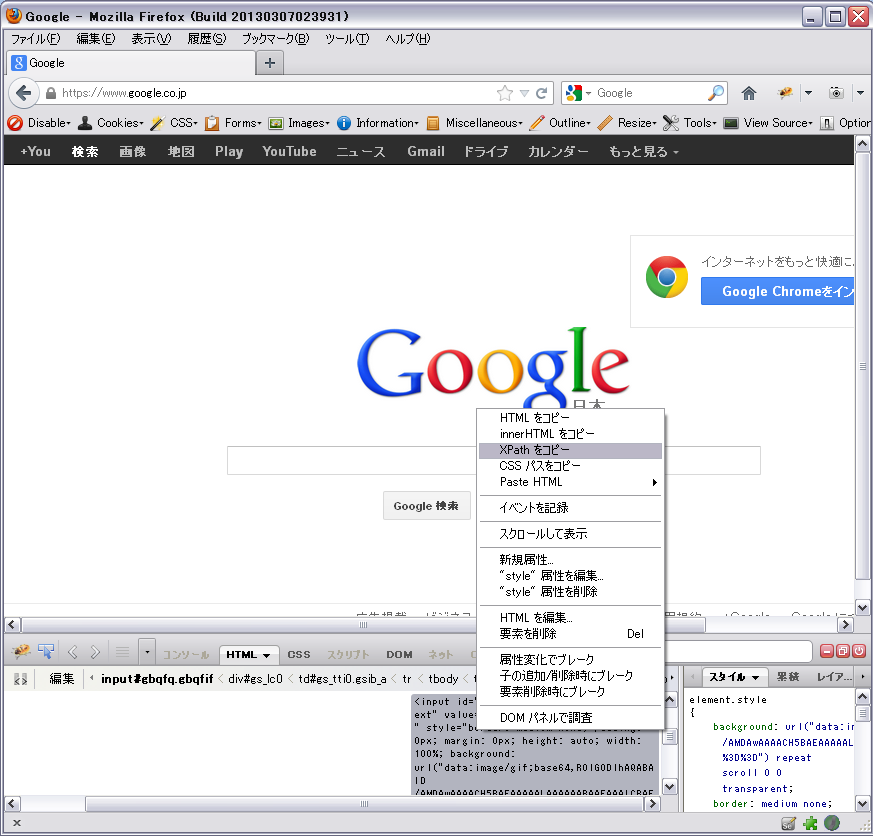 Google - Mozilla Firefox (Build 20130307023931)
ファイル(F) 編集(E) 表示(V) 履歴(S) ブックマーク(B) ツール(T) ヘルプ(H)
Google
https://www.google.co.jp
Google
Disable Cookies CSS Forms Images Information Miscellaneous Outline Resize Tools View Source Option
+You 検索 画像 地図 Play YouTube ニュース Gmail ドライブ カレンダー もっと見る
インターネットをもっと快適に
Google Chromeをイン
Google
日本
HTML をコピー
innerHTML をコピー
XPath をコピー
CSS パスをコピー
Paste HTML
Google 検索
イベントを記録
スクロールして表示
新規属性...
"style" 属性を編集...
"style" 属性を削除
HTML を編集...
要素を削除 Del
属性変化でブレーク
子の追加/削除時にブレーク
要素削除時にブレーク
DOM パネルで調査
コンソール HTML CSS スクリプト DOM ネット
編集 input#gbqfq.gbqfif < div#gs_lc0 < td#gs_tti0.gsib_a < tr < tbody < t
スタイル 果積 レイア...
<input id="
ext" value=
0px; margin: 0px; height: auto; width:
100%; background:
url("data:image/gif;base64,R0lGODlhAQABA
ID
element.style
{
background: url("data:im
/AMDAwAAAACH5BAEAAAAAL
%3D%3D") repeat
scroll 0 0
transparent;
border: medium none;